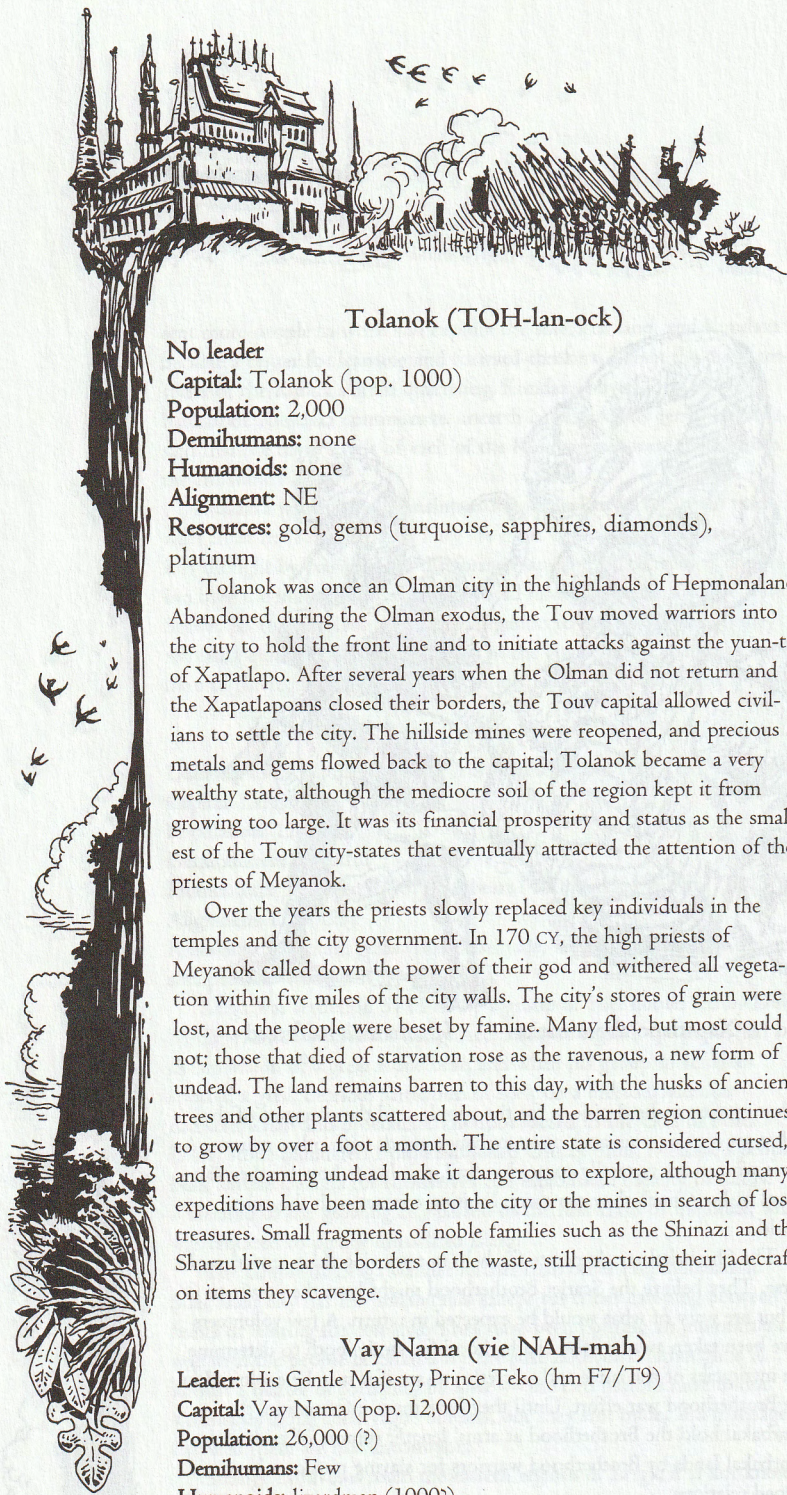 Tolanok (TOH-lan-ock)
No leader
Capital: Tolanok (pop. 1000)
Population: 2,000
Demihumans: none
Humanoids: none
Alignment: NE
Resources: gold, gems (turquoise, sapphires, diamonds),
platinum
Tolanok was once an Olman city in the highlands of Hepmonaland
Abandoned during the Olman exodus, the Touv moved warriors into
the city to hold the front line and to initiate attacks against the yuan-t
of Xapatlapo. After several years when the Olman did not return and
the Xapatlapoans closed their borders, the Touv capital allowed civil-
ians to settle the city. The hillside mines were reopened, and precious
metals and gems flowed back to the capital; Tolanok became a very
wealthy state, although the mediocre soil of the region kept it from
growing too large. It was its financial prosperity and status as the smal
est of the Touv city-states that eventually attracted the attention of the
priests of Meyanok.
Over the years the priests slowly replaced key individuals in the
temples and the city government. In 170 CY, the high priests of
Meyanok called down the power of their god and withered all vegeta-
tion within five miles of the city walls. The city's stores of grain were
lost, and the people were beset by famine. Many fled, but most could
not; those that died of starvation rose as the ravenous, a new form of
undead. The land remains barren to this day, with the husks of ancien
trees and other plants scattered about, and the barren region continues
to grow by over a foot a month. The entire state is considered cursed,
and the roaming undead make it dangerous to explore, although many
expeditions have been made into the city or the mines in search of los
treasures. Small fragments of noble families such as the Shinazi and th
Sharzu live near the borders of the waste, still practicing their jadecraf
on items they scavenge.
Vay Nama (vie NAH-mah)
Leader: His Gentle Majesty, Prince Teko (hm F7/T9)
Capital: Vay Nama (pop. 12,000)
Population: 26,000 (?)
Demihumans: Few
Humanoids: lizardman (1000?)